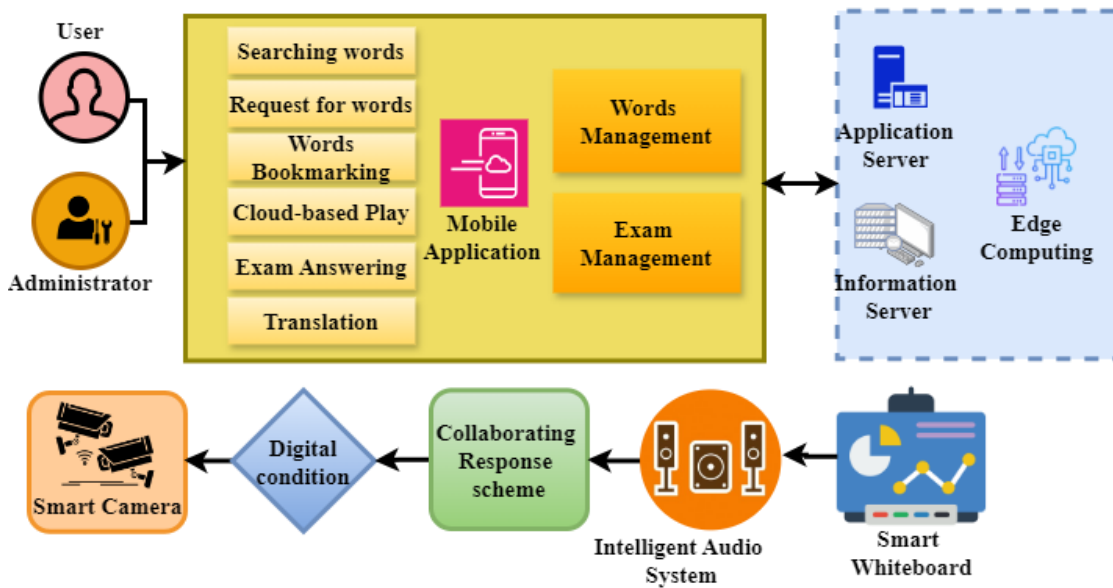 User
Administrator
Searching words
Request for words
Words
Bookmarking
Cloud-based Play
Exam Answering
Translation
Mobile
Application
Words
Management
Exam
Management
Application
Server
Information
Server
Edge
Computing
Smart Camera
Digital
condition
Collaborating
Response
scheme
Intelligent Audio
System
Smart
Whiteboard